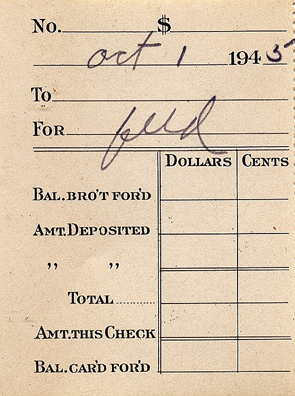 No. $
Oct 1 1945
To
For feed
Dollars Cents
Bal. bro't for'd
Amt. Deposited
,, ,,
Total ..........
Amt. this Check
Bal. car'd for'd